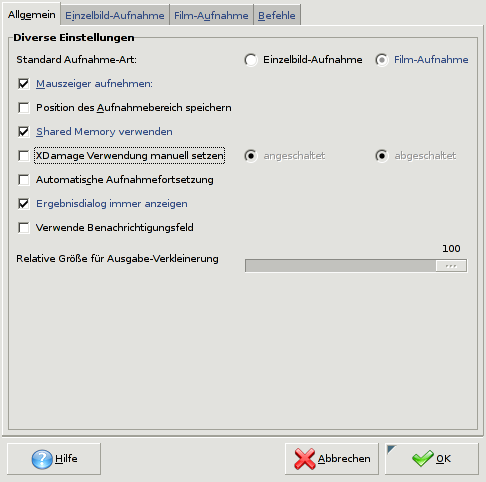 Allgemein Einzelbild-Aufnahme Film-Aufnahme Befehle
Diverse Einstellungen
Standard Aufnahme-Art: Einzelbild-Aufnahme Film-Aufnahme
Mauszeiger aufnehmen:
Position des Aufnahmebereich speichern
Shared Memory verwenden
XDamage Verwendung manuell setzen angeschaltet abgeschaltet
Automatische Aufnahmefortsetzung
Ergebnisdialog immer anzeigen
Verwende Benachrichtigungsfeld
100
Relative Größe für Ausgabe-Verkleinerung
Hilfe Abbrechen OK